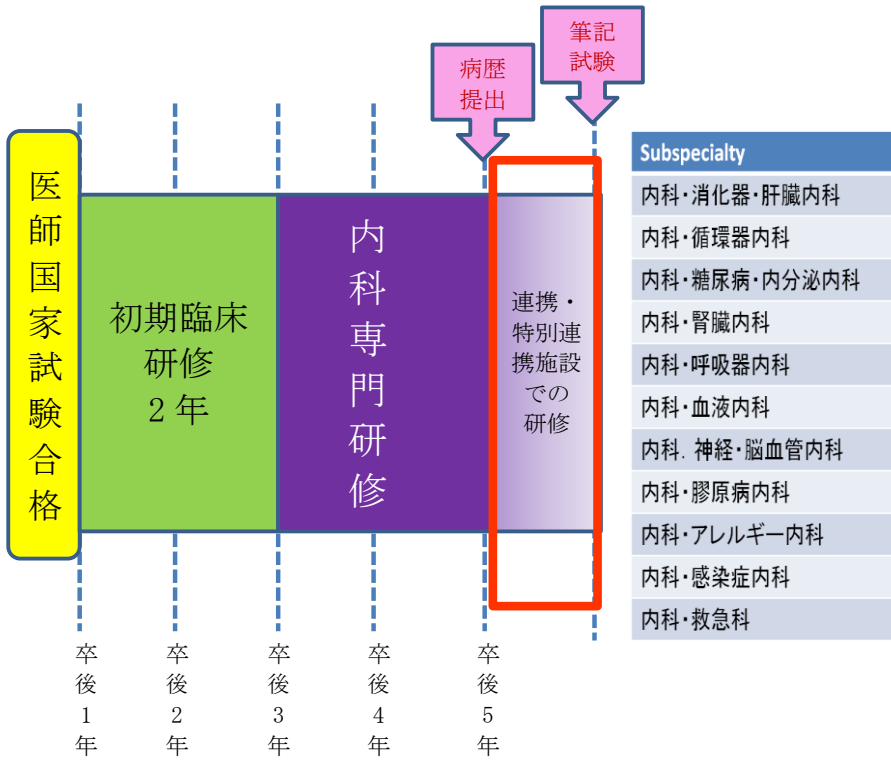 筆記
試験
病歴
提出
医師国家試験合格
初期臨床
研修
２年
内科専門研修
連携・
特別連
携施設
での
研修
Subspecialty
内科・消化器・肝臓内科
内科・循環器内科
内科・糖尿病・内分泌内科
内科・腎臓内科
内科・呼吸器内科
内科・血液内科
内科．神経・脳血管内科
内科・膠原病内科
内科・アレルギー内科
内科・感染症内科
内科・救急科
卒後1年
卒後2年
卒後3年
卒後4年
卒後5年